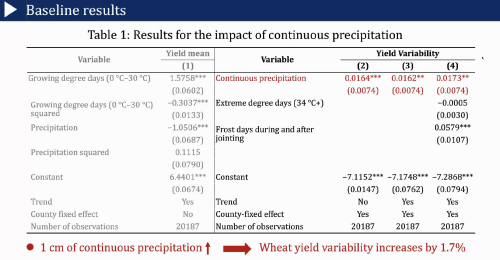 Baseline results
Table 1: Results for the impact of continuous precipitation
Variable Yield mean Variable Yield Variability
(1) (2) (3) (4)
Growing degree days (0 °C–30 °C) 1.5758*** Continuous precipitation 0.0164*** 0.0162** 0.0173**
(0.0602) (0.0074) (0.0074) (0.0074)
Growing degree days (0 °C–30 °C) squared −0.3037*** Extreme degree days (34 °C+) −0.0005
(0.0133) (0.0030)
Precipitation −1.0506*** Frost days during and after jointing 0.0579***
(0.0687) (0.0107)
Precipitation squared 0.1115
(0.0790)
Constant 6.4401*** Constant −7.1152*** −7.1748*** −7.2868***
(0.0674) (0.0147) (0.0762) (0.0794)
Trend Yes Trend No Yes Yes
County fixed effect No County-fixed effect Yes Yes Yes
Number of observations 20187 Number of observations 20187 20187 20187
● 1 cm of continuous precipitation ↑ ➡ Wheat yield variability increases by 1.7%